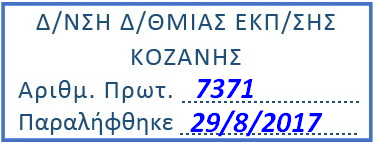 Δ/ΝΣΗ Δ/ΘΜΙΑΣ ΕΚΠ/ΣΗΣ
ΚΟΖΑΝΗΣ
Αριθμ. Πρωτ. 7371
Παραλήφθηκε 29/8/2017